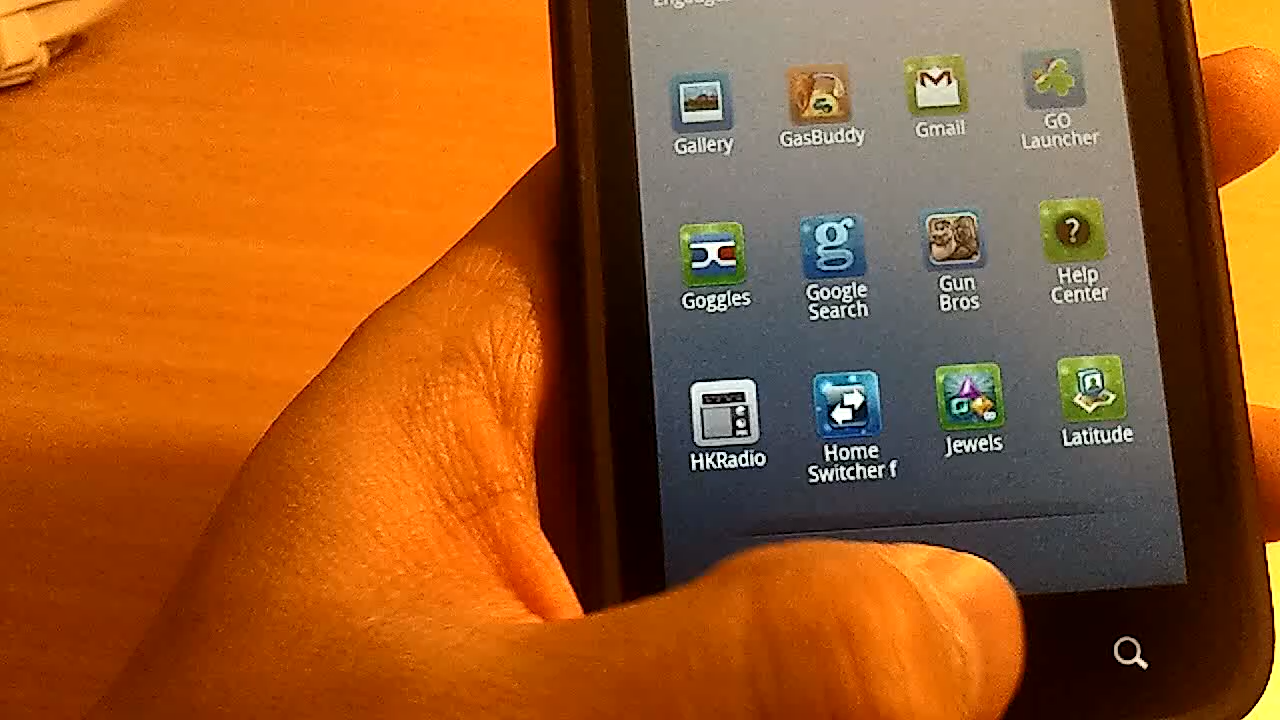 Gallery GasBuddy Gmail GO
Launcher
Goggles Google
Search Gun
Bros Help
Center
HKRadio Home
Switcher f Jewels Latitude